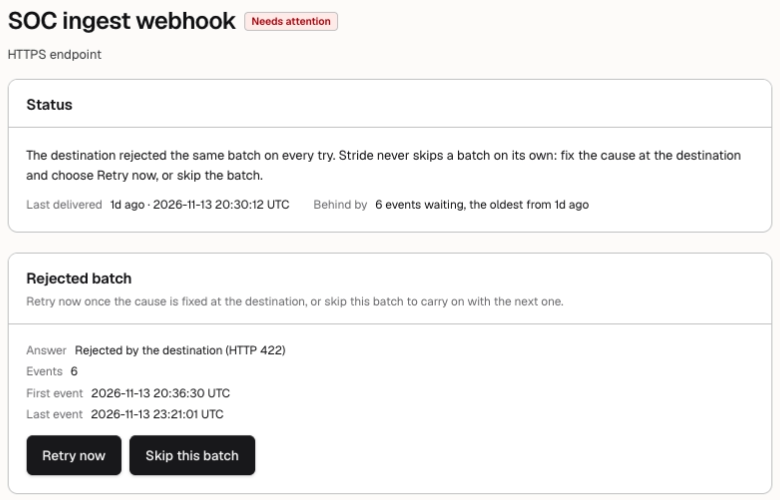 SOC ingest webhook Needs attention
HTTPS endpoint
Status
The destination rejected the same batch on every try. Stride never skips a batch on its own: fix the cause at the destination
and choose Retry now, or skip the batch.
Last delivered 1d ago · 2026-11-13 20:30:12 UTC Behind by 6 events waiting, the oldest from 1d ago
Rejected batch
Retry now once the cause is fixed at the destination, or skip this batch to carry on with the next one.
Answer Rejected by the destination (HTTP 422)
Events 6
First event 2026-11-13 20:36:30 UTC
Last event 2026-11-13 23:21:01 UTC
Retry now Skip this batch